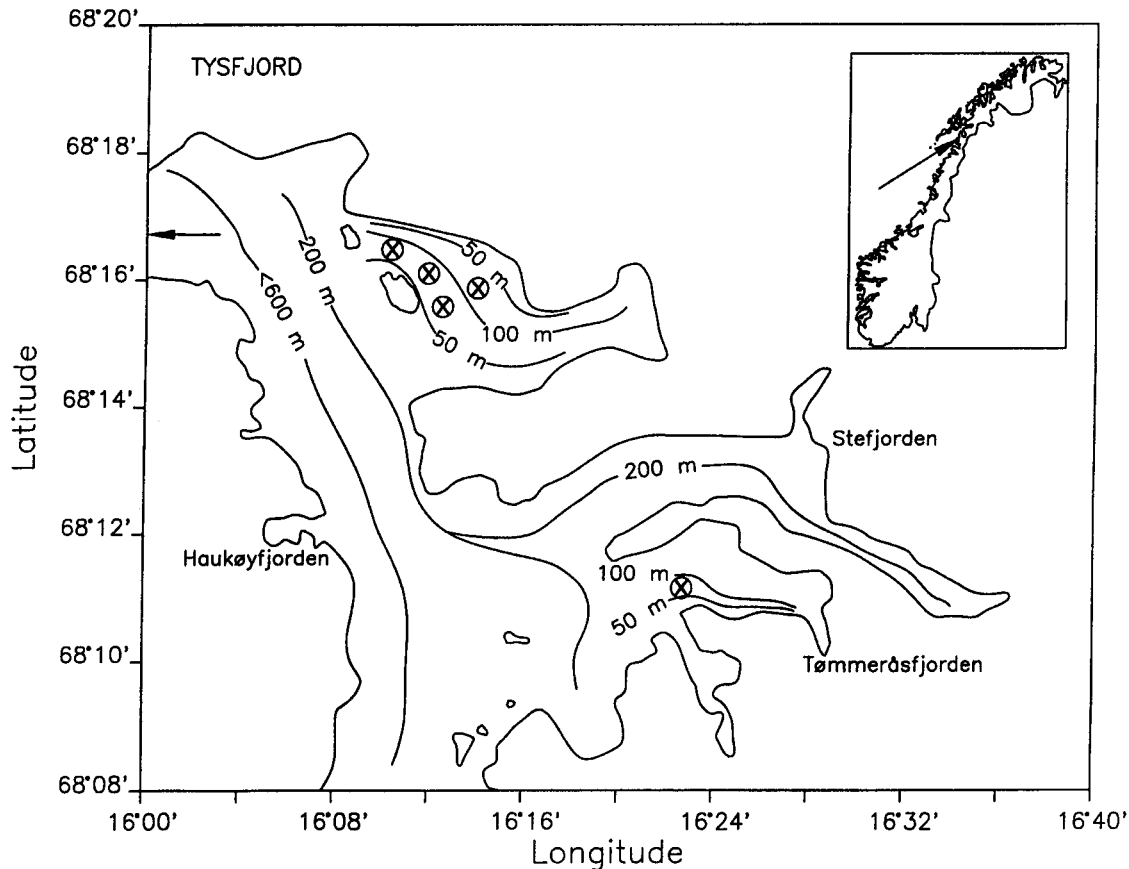 68°20'
TYSFJORD
68°18'
50 m
200 m
68°16'
<600 m
100 m
50 m
68°14'
Stefjorden
200 m
68°12'
Haukøyfjorden
100 m
50 m
68°10'
Tømmeråsfjorden
68°08'
16°00' 16°08' 16°16' 16°24' 16°32' 16°40'
Longitude
Latitude